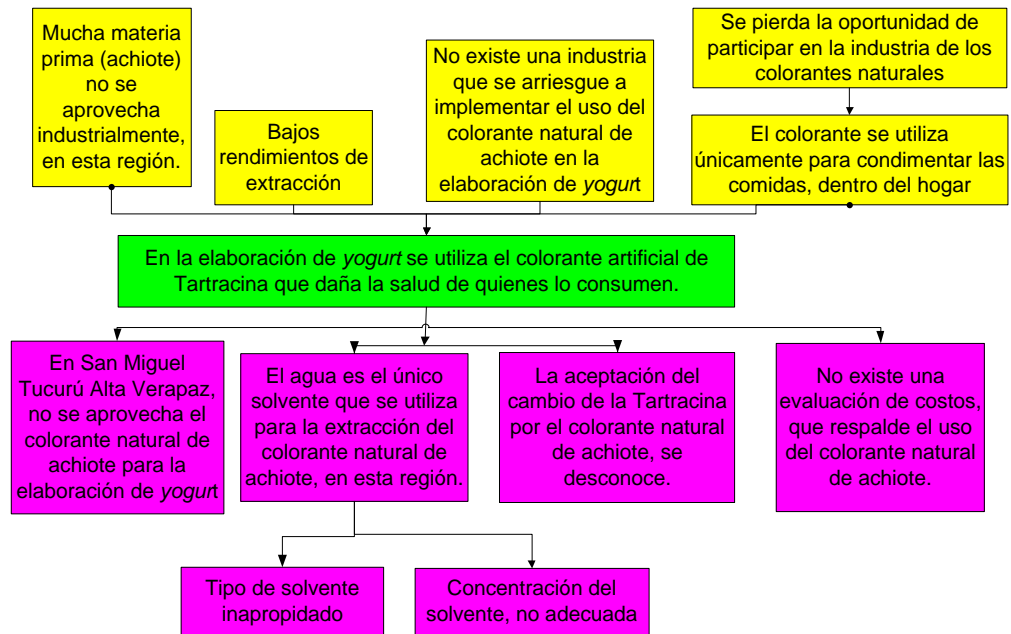 Mucha materia
prima (achiote)
no se
aprovecha
industrialmente,
en esta región.
Bajos
rendimientos de
extracción
No existe una industria
que se arriesgue a
implementar el uso del
colorante natural de
achiote en la
elaboración de yogurt
Se pierda la oportunidad de
participar en la industria de los
colorantes naturales
El colorante se utiliza
únicamente para condimentar las
comidas, dentro del hogar
En la elaboración de yogurt se utiliza el colorante artificial de
Tartracina que daña la salud de quienes lo consumen.
En San Miguel
Tucurú Alta Verapaz,
no se aprovecha el
colorante natural de
achiote para la
elaboración de yogurt
El agua es el único
solvente que se utiliza
para la extracción del
colorante natural de
achiote, en esta región.
La aceptación del
cambio de la Tartracina
por el colorante natural
de achiote, se
desconoce.
No existe una
evaluación de costos,
que respalde el uso
del colorante natural
de achiote.
Tipo de solvente
inapropidado
Concentración del
solvente, no adecuada